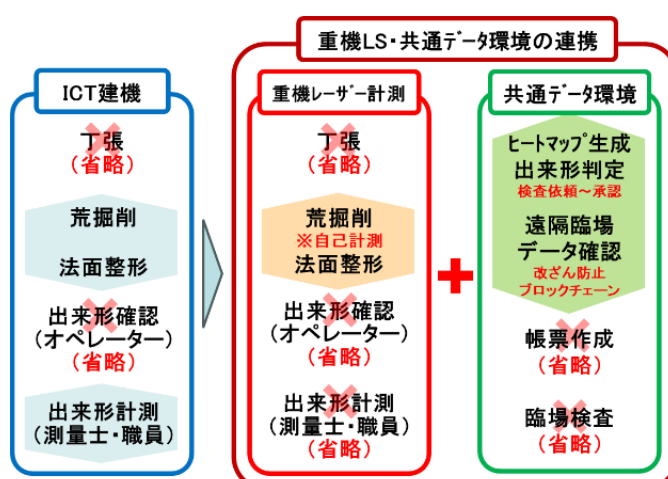 重機LS・共通データ環境の連携
ICT建機
丁張
(省略)
荒掘削
法面整形
出来形確認
(オペレーター)
(省略)
出来形計測
(測量士・職員)
重機レーザー計測
丁張
(省略)
荒掘削
※自己計測
法面整形
出来形確認
(オペレーター)
(省略)
出来形計測
(測量士・職員)
(省略)
共通データ環境
ヒートマップ生成
出来形判定
検査依頼～承認
遠隔臨場
データ確認
改ざん防止
ブロックチェーン
帳票作成
(省略)
臨場検査
(省略)